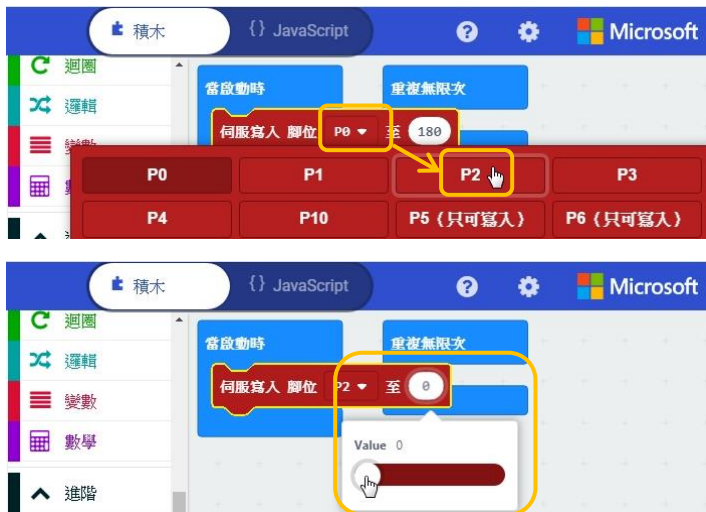 積木
{} JavaScript
?
Microsoft
迴圈
邏輯
變數
當啟動時
重複無限次
伺服寫入 腳位 P0 至 180
P0
P1
P2
P3
P4
P10
P5 (只可寫入)
P6 (只可寫入)
積木
{} JavaScript
?
Microsoft
迴圈
邏輯
變數
數學
進階
當啟動時
重複無限次
伺服寫入 腳位 P2 至 0
Value 0